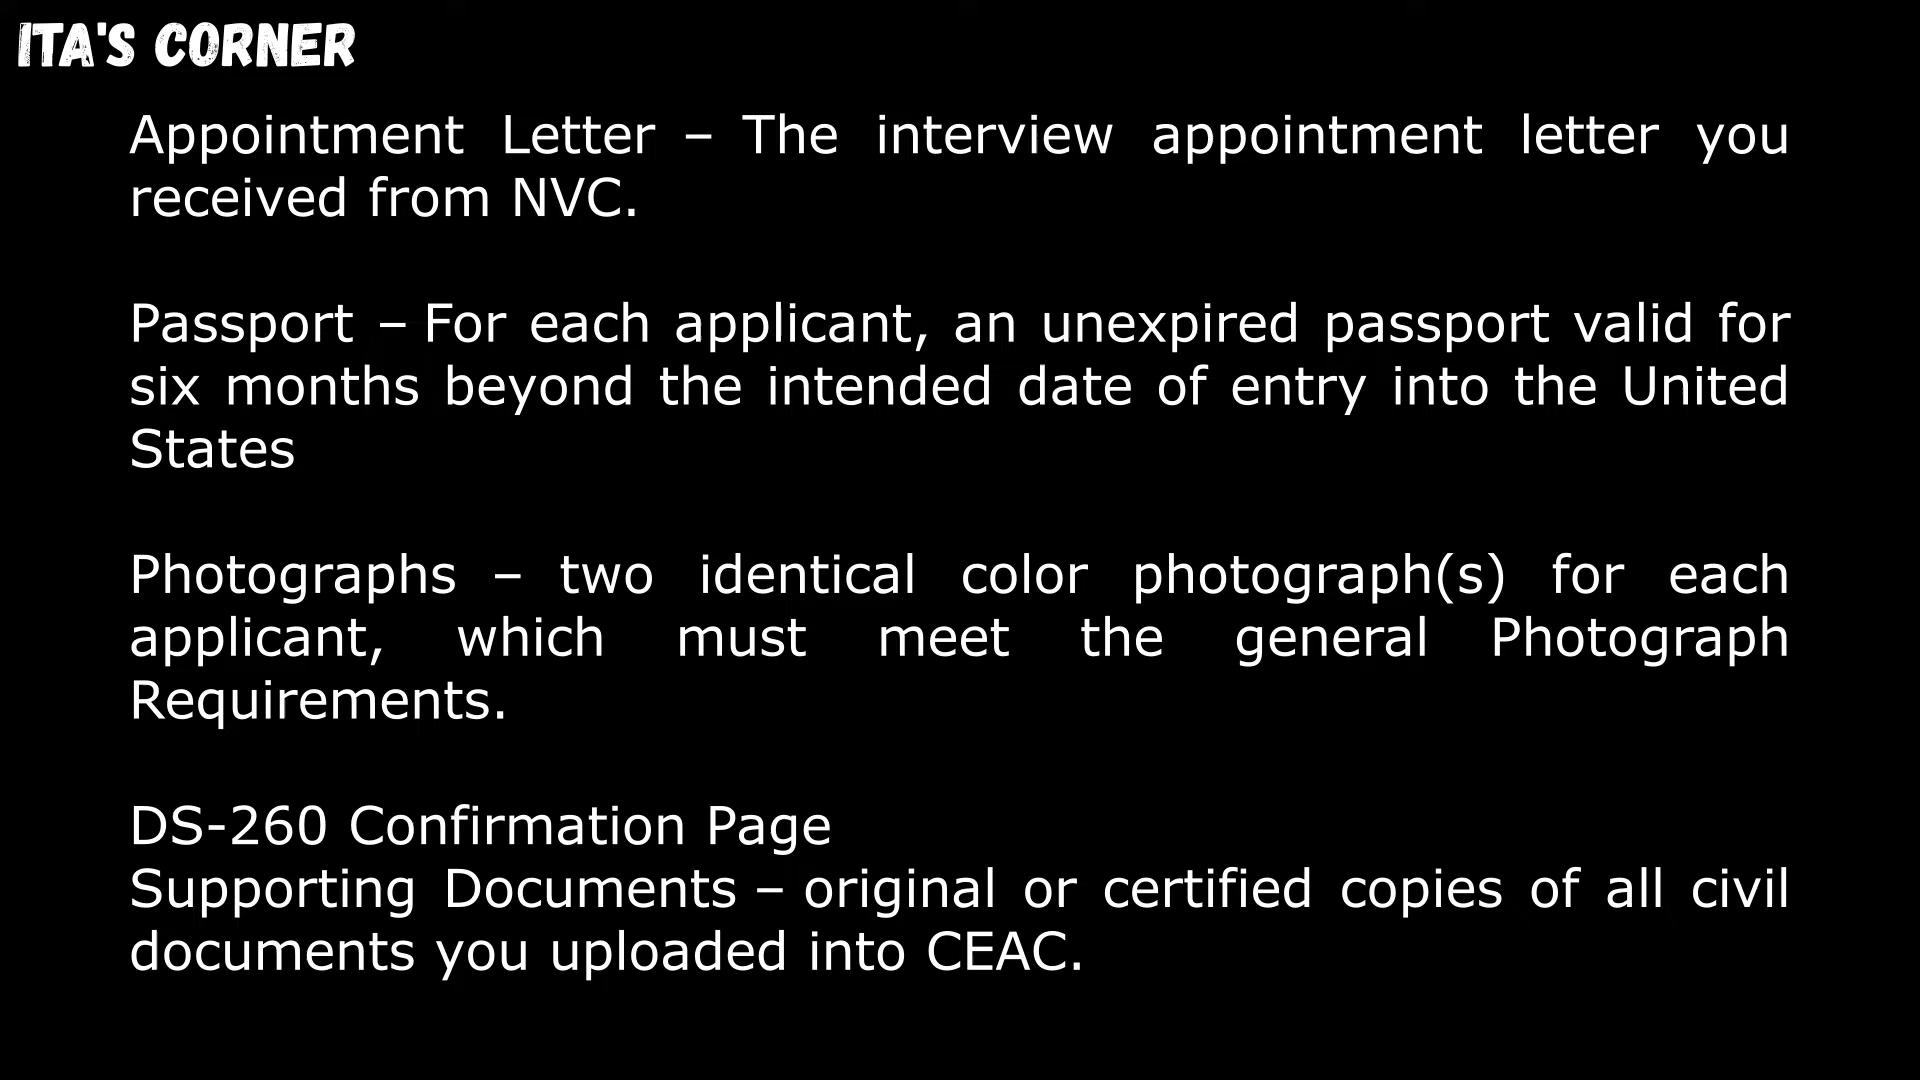 ITA'S CORNER
Appointment Letter – The interview appointment letter you
received from NVC.
Passport – For each applicant, an unexpired passport valid for
six months beyond the intended date of entry into the United
States
Photographs – two identical color photograph(s) for each
applicant, which must meet the general Photograph
Requirements.
DS-260 Confirmation Page
Supporting Documents – original or certified copies of all civil
documents you uploaded into CEAC.